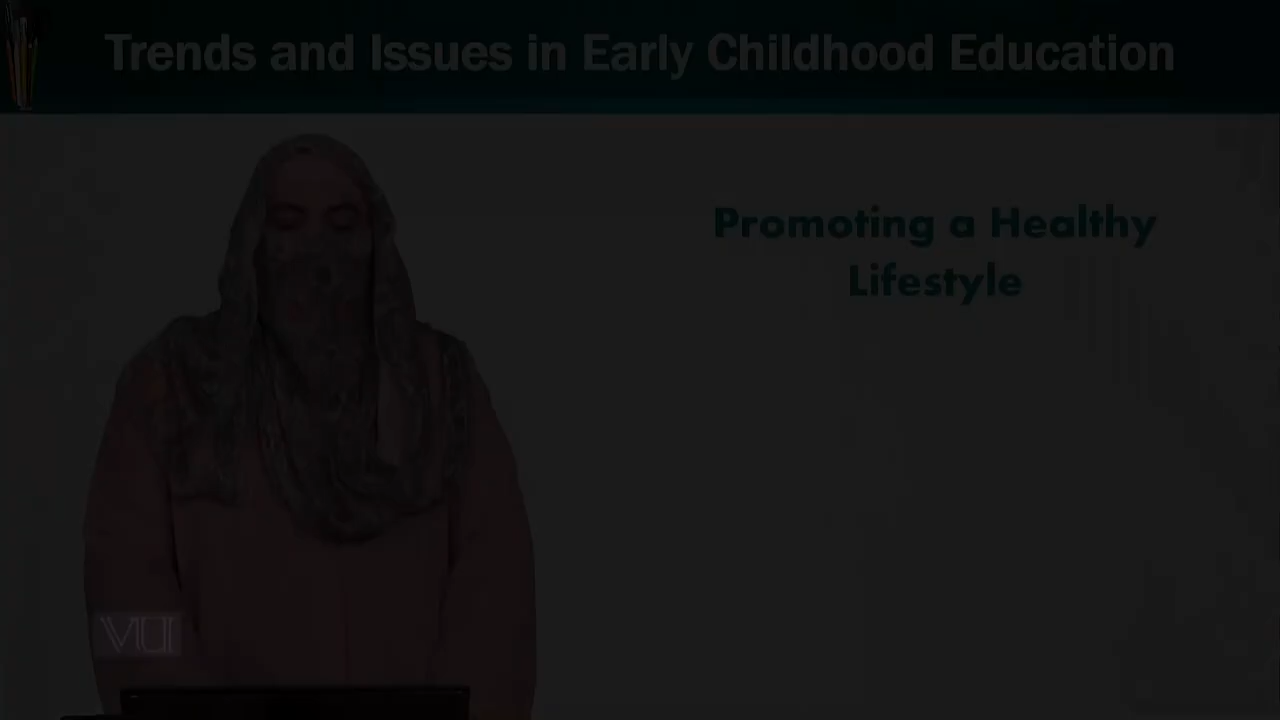 Trends and Issues in Early Childhood Education
Promoting a Healthy
Lifestyle
VU